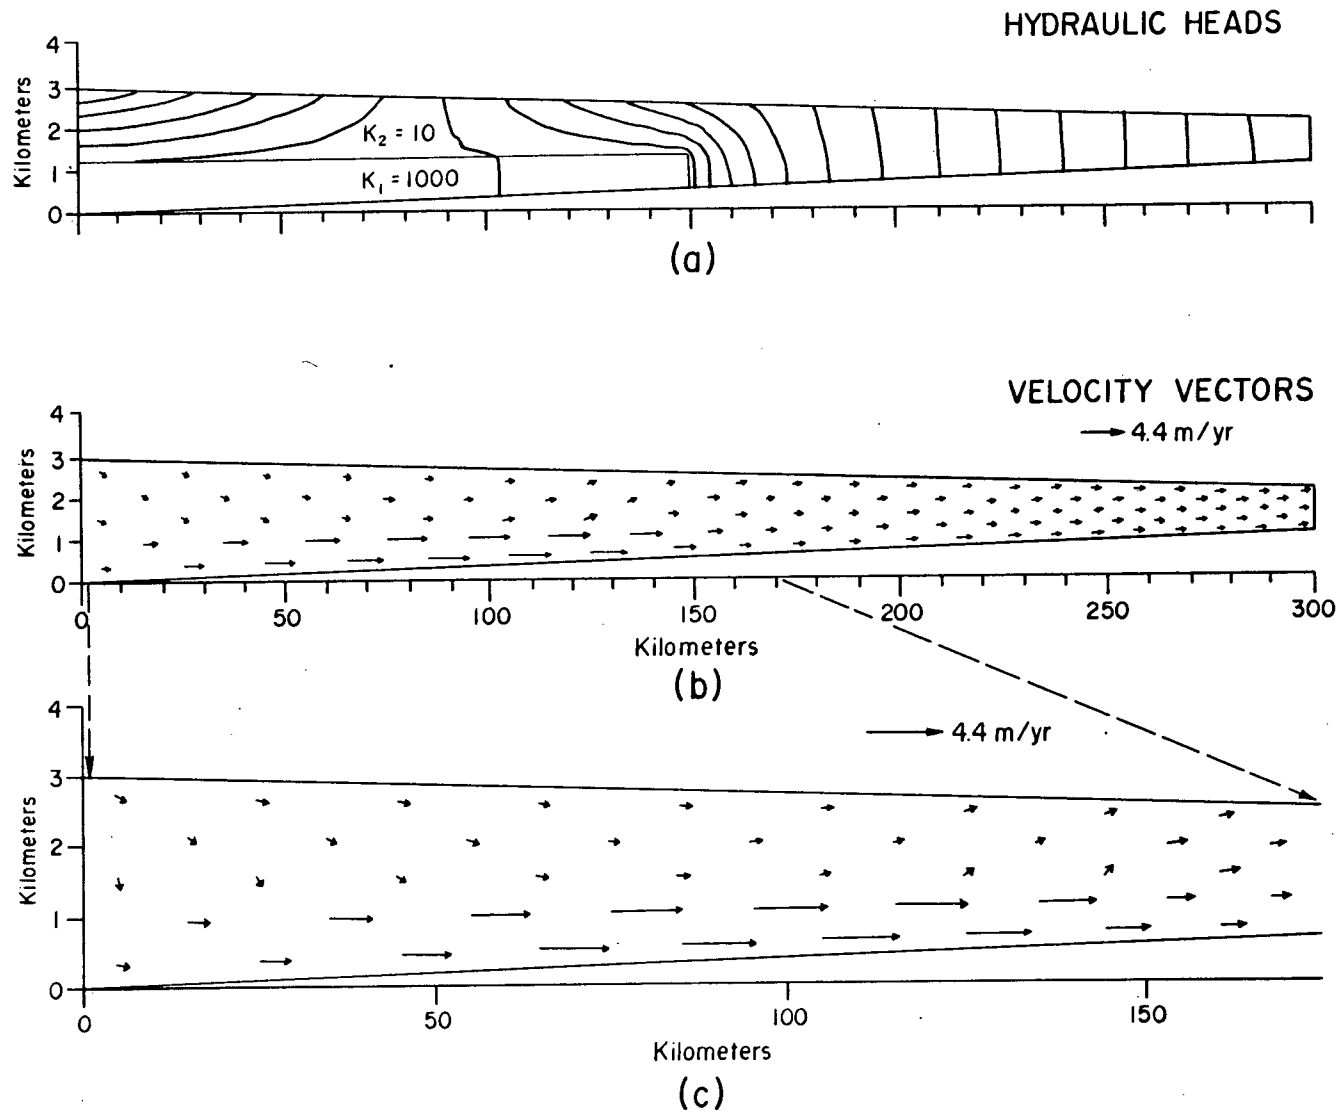 HYDRAULIC HEADS
Kilometers
4
3
2
1
0
K2 = 10
K1 = 1000
(a)
VELOCITY VECTORS
4.4 m/yr
Kilometers
4
3
2
1
0
0 50 100 150 200 250 300
Kilometers
(b)
4.4 m/yr
Kilometers
4
3
2
1
0
0 50 100 150
Kilometers
(c)